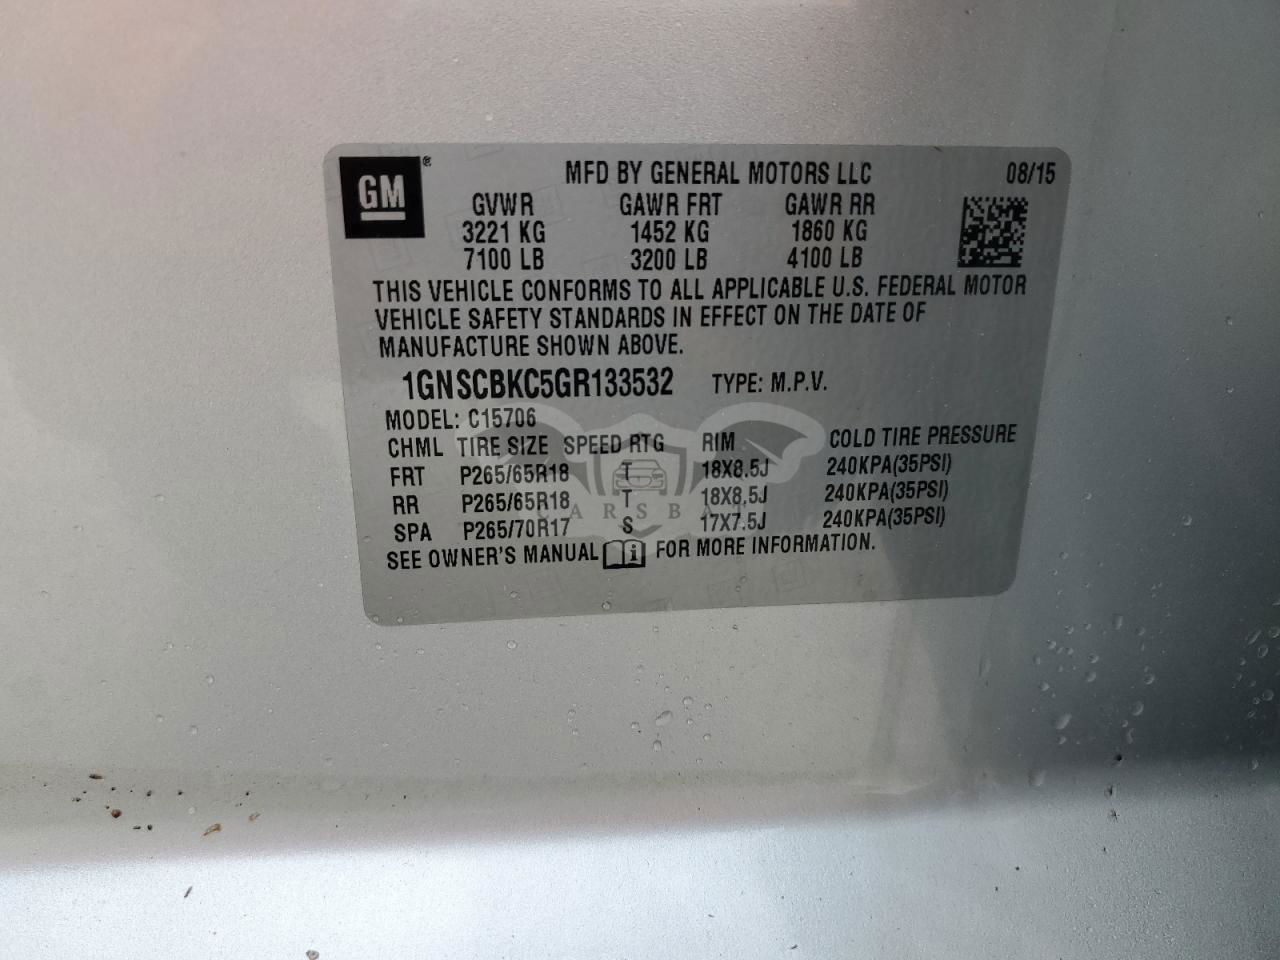 GM®
MFD BY GENERAL MOTORS LLC 08/15
GVWR GAWR FRT GAWR RR
3221 KG 1452 KG 1860 KG
7100 LB 3200 LB 4100 LB
THIS VEHICLE CONFORMS TO ALL APPLICABLE U.S. FEDERAL MOTOR
VEHICLE SAFETY STANDARDS IN EFFECT ON THE DATE OF
MANUFACTURE SHOWN ABOVE.
1GNSCBKC5GR133532 TYPE: M.P.V.
MODEL: C15706
CHML TIRE SIZE SPEED RTG RIM COLD TIRE PRESSURE
FRT P265/65R18 T 18X8.5J 240KPA(35PSI)
RR P265/65R18 T 18X8.5J 240KPA(35PSI)
CARSBAT
SPA P265/70R17 S 17X7.5J 240KPA(35PSI)
SEE OWNER'S MANUAL FOR MORE INFORMATION.